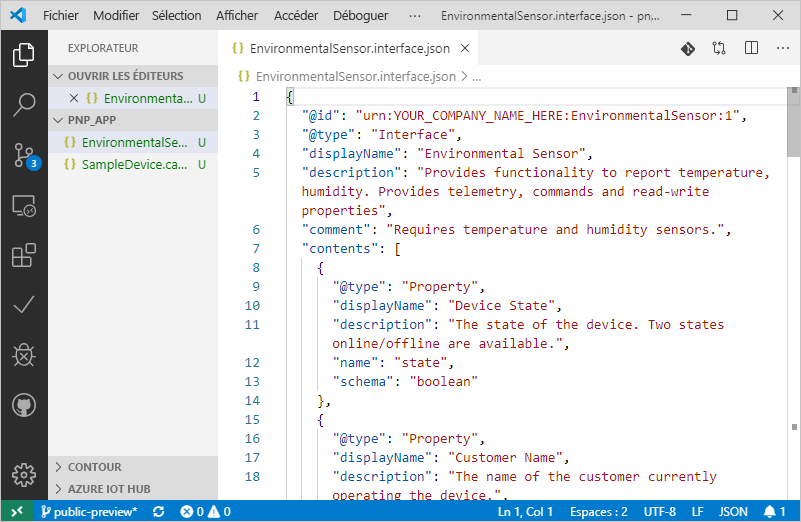 Fichier Modifier Sélection Afficher Accéder Déboguer ··· EnvironmentalSensor.interface.json - pn...
EXPLORATEUR
OUVRIR LES ÉDITEURS
{} Environmenta... U
PNP_APP
{} EnvironmentalSe... U
{} SampleDevice.ca... U
CONTOUR
AZURE IOT HUB
3
{} EnvironmentalSensor.interface.json
{} EnvironmentalSensor.interface.json > ...
1 {
2 "@id": "urn:YOUR_COMPANY_NAME_HERE:EnvironmentalSensor:1",
3 "@type": "Interface",
4 "displayName": "Environmental Sensor",
5 "description": "Provides functionality to report temperature,
humidity. Provides telemetry, commands and read-write
properties",
6 "comment": "Requires temperature and humidity sensors.",
7 "contents": [
8 {
9 "@type": "Property",
10 "displayName": "Device State",
11 "description": "The state of the device. Two states
online/offline are available.",
12 "name": "state",
13 "schema": "boolean"
14 },
15 {
16 "@type": "Property",
17 "displayName": "Customer Name",
18 "description": "The name of the customer currently
operating the device.",
public-preview* 0 0 Ln 1, Col 1 Espaces : 2 UTF-8 LF JSON 1